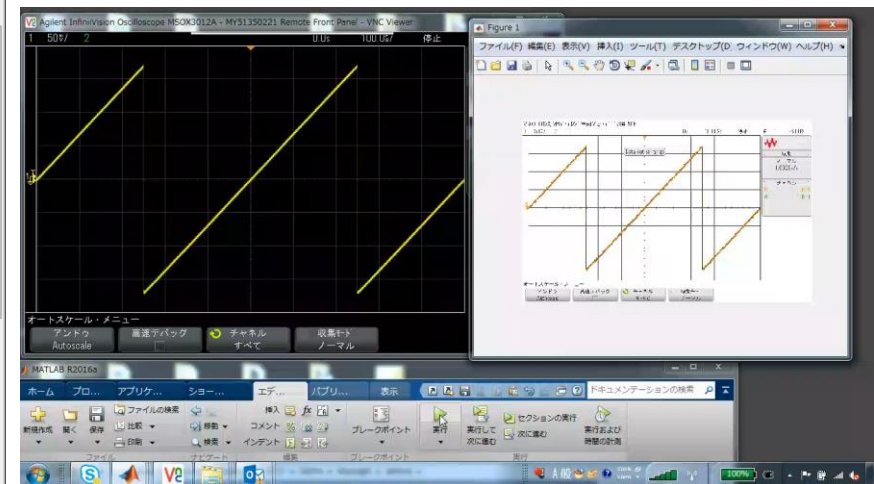 Agilent InfiniiVision Oscilloscope MSOX3012A - MY51350221 Remote Front Panel - VNC Viewer
1 50▽/ 2 0.0s 100.0▽/ 停止
オートスケール・メニュー
アンドゥ
Autoscale
高速デバッグ
チャネル
すべて
収集モード
ノーマル
Figure 1
ファイル(F) 編集(E) 表示(V) 挿入(I) ツール(T) デスクトップ(D) ウィンドウ(W) ヘルプ(H)
MATLAB R2016a
ホーム プロ... アプリケ... ショー... エデ... パブリ... 表示
ドキュメンテーションの検索
新規作成 開く 保存
ファイルの検索
比較
印刷
移動
検索
挿入
コメント
インデント
ブレークポイント
実行
実行して
次に進む
セクションの実行
次に進む
実行および
時間の計測
ファイル ナビゲート 編集 ブレークポイント 実行
A 般
100%